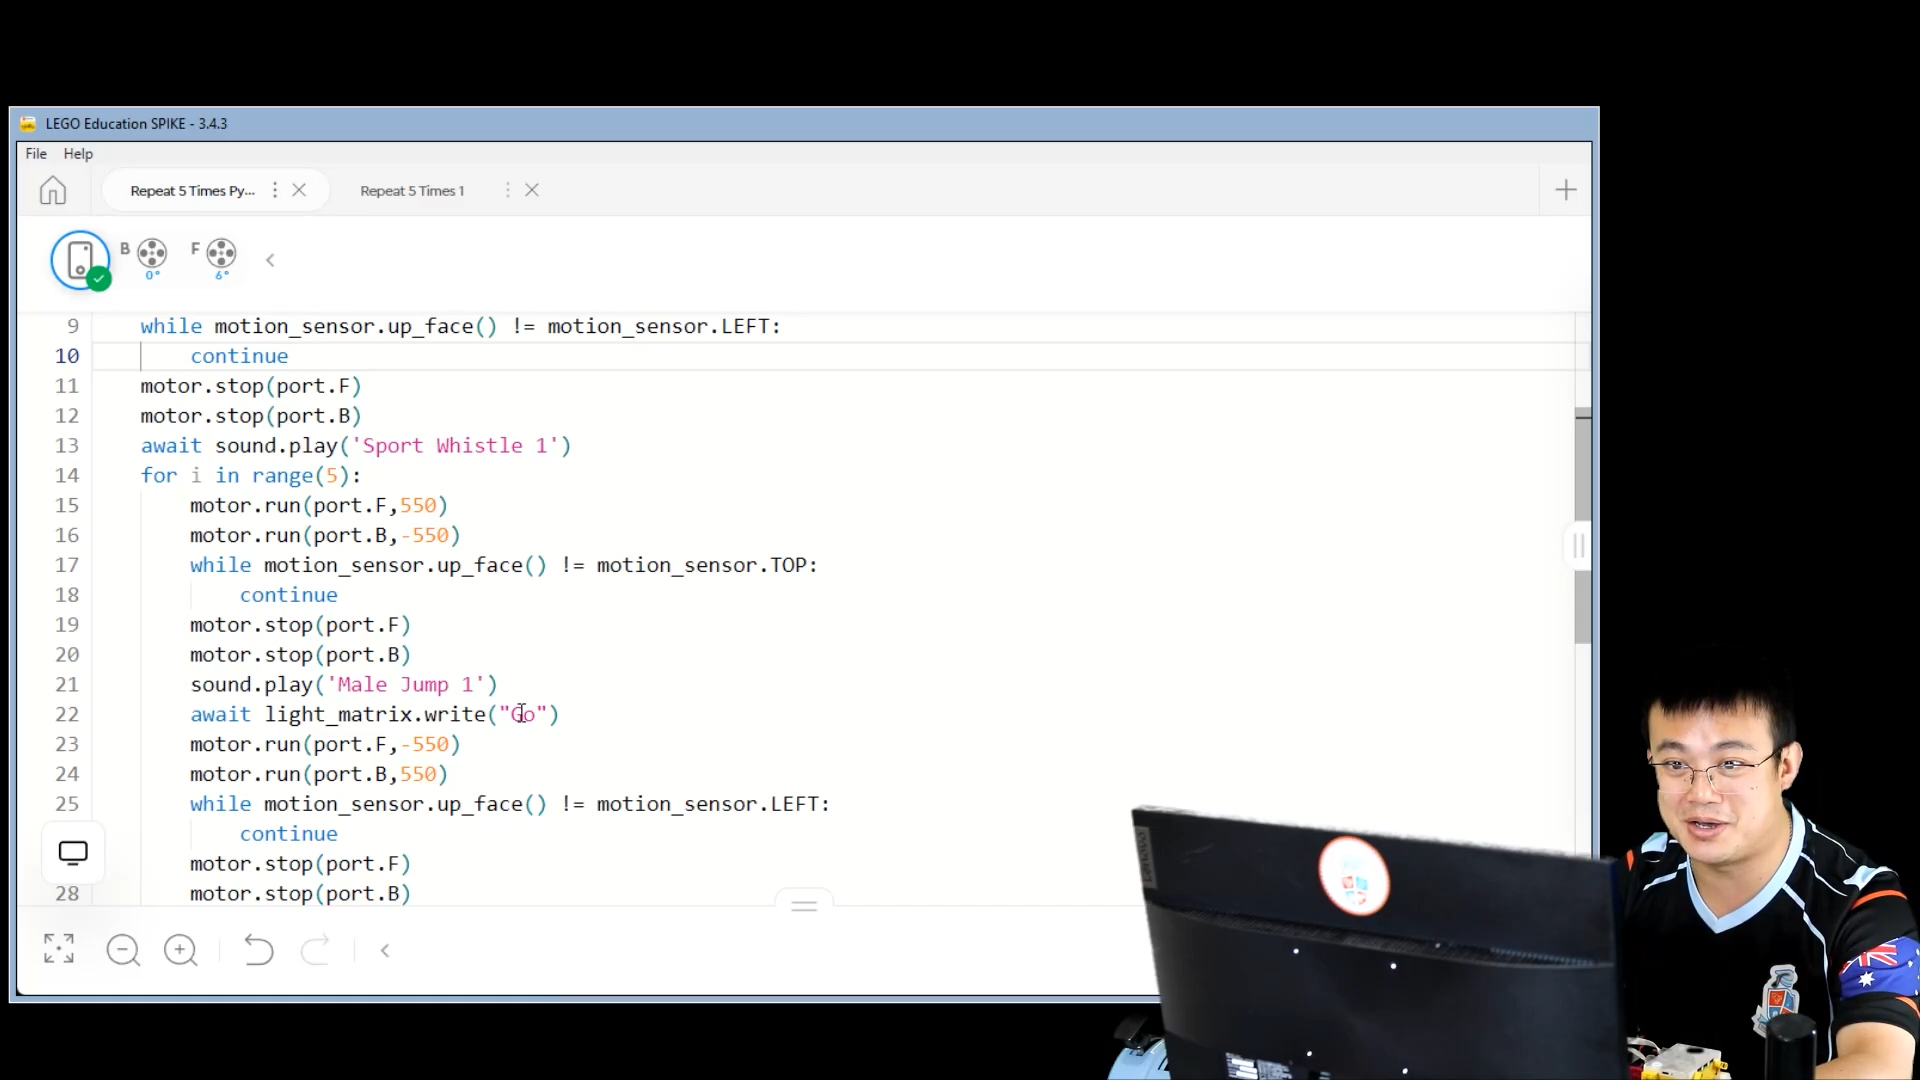 LEGO Education SPIKE - 3.4.3
File Help
Repeat 5 Times Py...
Repeat 5 Times 1
B 0°
F 6°
9 while motion_sensor.up_face() != motion_sensor.LEFT:
10 continue
11 motor.stop(port.F)
12 motor.stop(port.B)
13 await sound.play('Sport Whistle 1')
14 for i in range(5):
15 motor.run(port.F,550)
16 motor.run(port.B,-550)
17 while motion_sensor.up_face() != motion_sensor.TOP:
18 continue
19 motor.stop(port.F)
20 motor.stop(port.B)
21 sound.play('Male Jump 1')
22 await light_matrix.write("Go")
23 motor.run(port.F,-550)
24 motor.run(port.B,550)
25 while motion_sensor.up_face() != motion_sensor.LEFT:
continue
motor.stop(port.F)
28 motor.stop(port.B)
Lenovo